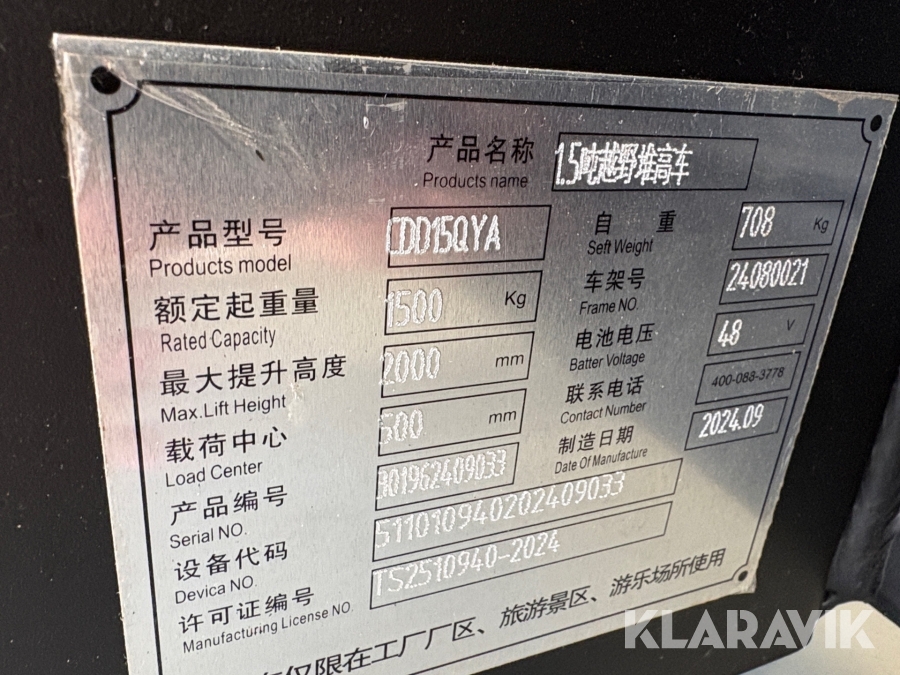 产品名称 1.5吨越野堆高车
Products name
产品型号 CDD15QYA 自 重 708 Kg
Products model Seft Weight
额定起重量 1500 Kg 车架号 24080021
Rated Capacity Frame NO.
最大提升高度 2000 mm 电池电压 48 V
Max.Lift Height Batter Voltage
载荷中心 600 mm 联系电话 400-088-3778
Load Center Contact Number
产品编号 301962409033 制造日期 2024.09
Serial NO. Date Of Manufacture
设备代码 511010940202409033
Device NO.
许可证编号 TS2510940-2024
Manufacturing License NO.
仅限在工厂厂区、旅游景区、游乐场所使用
KLARAVIK